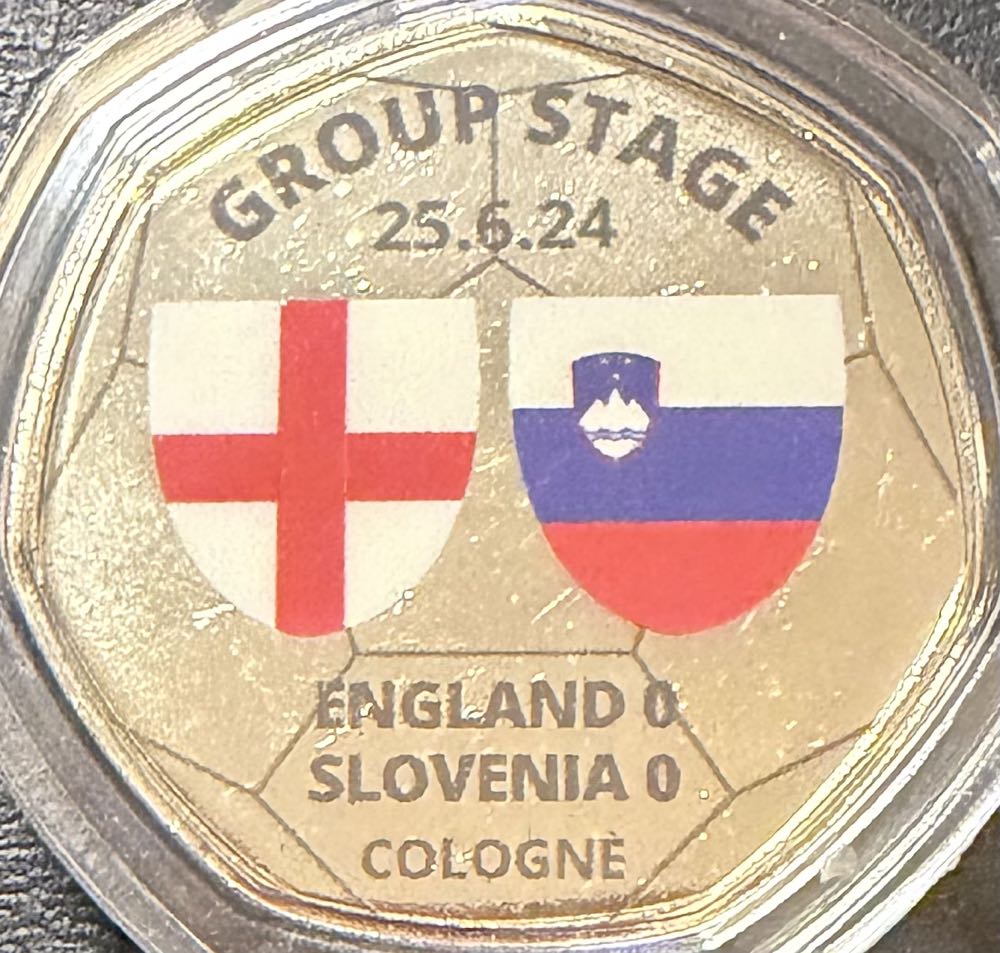 GROUP STAGE
25.6.24
ENGLAND 0
SLOVENIA 0
COLOGNE